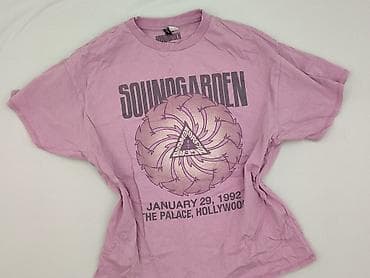 SOUNDGARDEN
JANUARY 29, 1992
THE PALACE, HOLLYWOOD